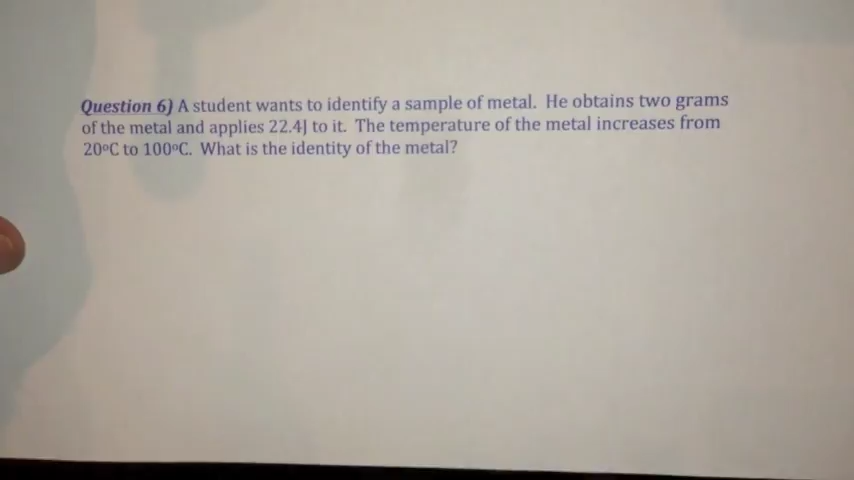 Question 6) A student wants to identify a sample of metal. He obtains two grams
of the metal and applies 22.4J to it. The temperature of the metal increases from
20ºC to 100ºC. What is the identity of the metal?